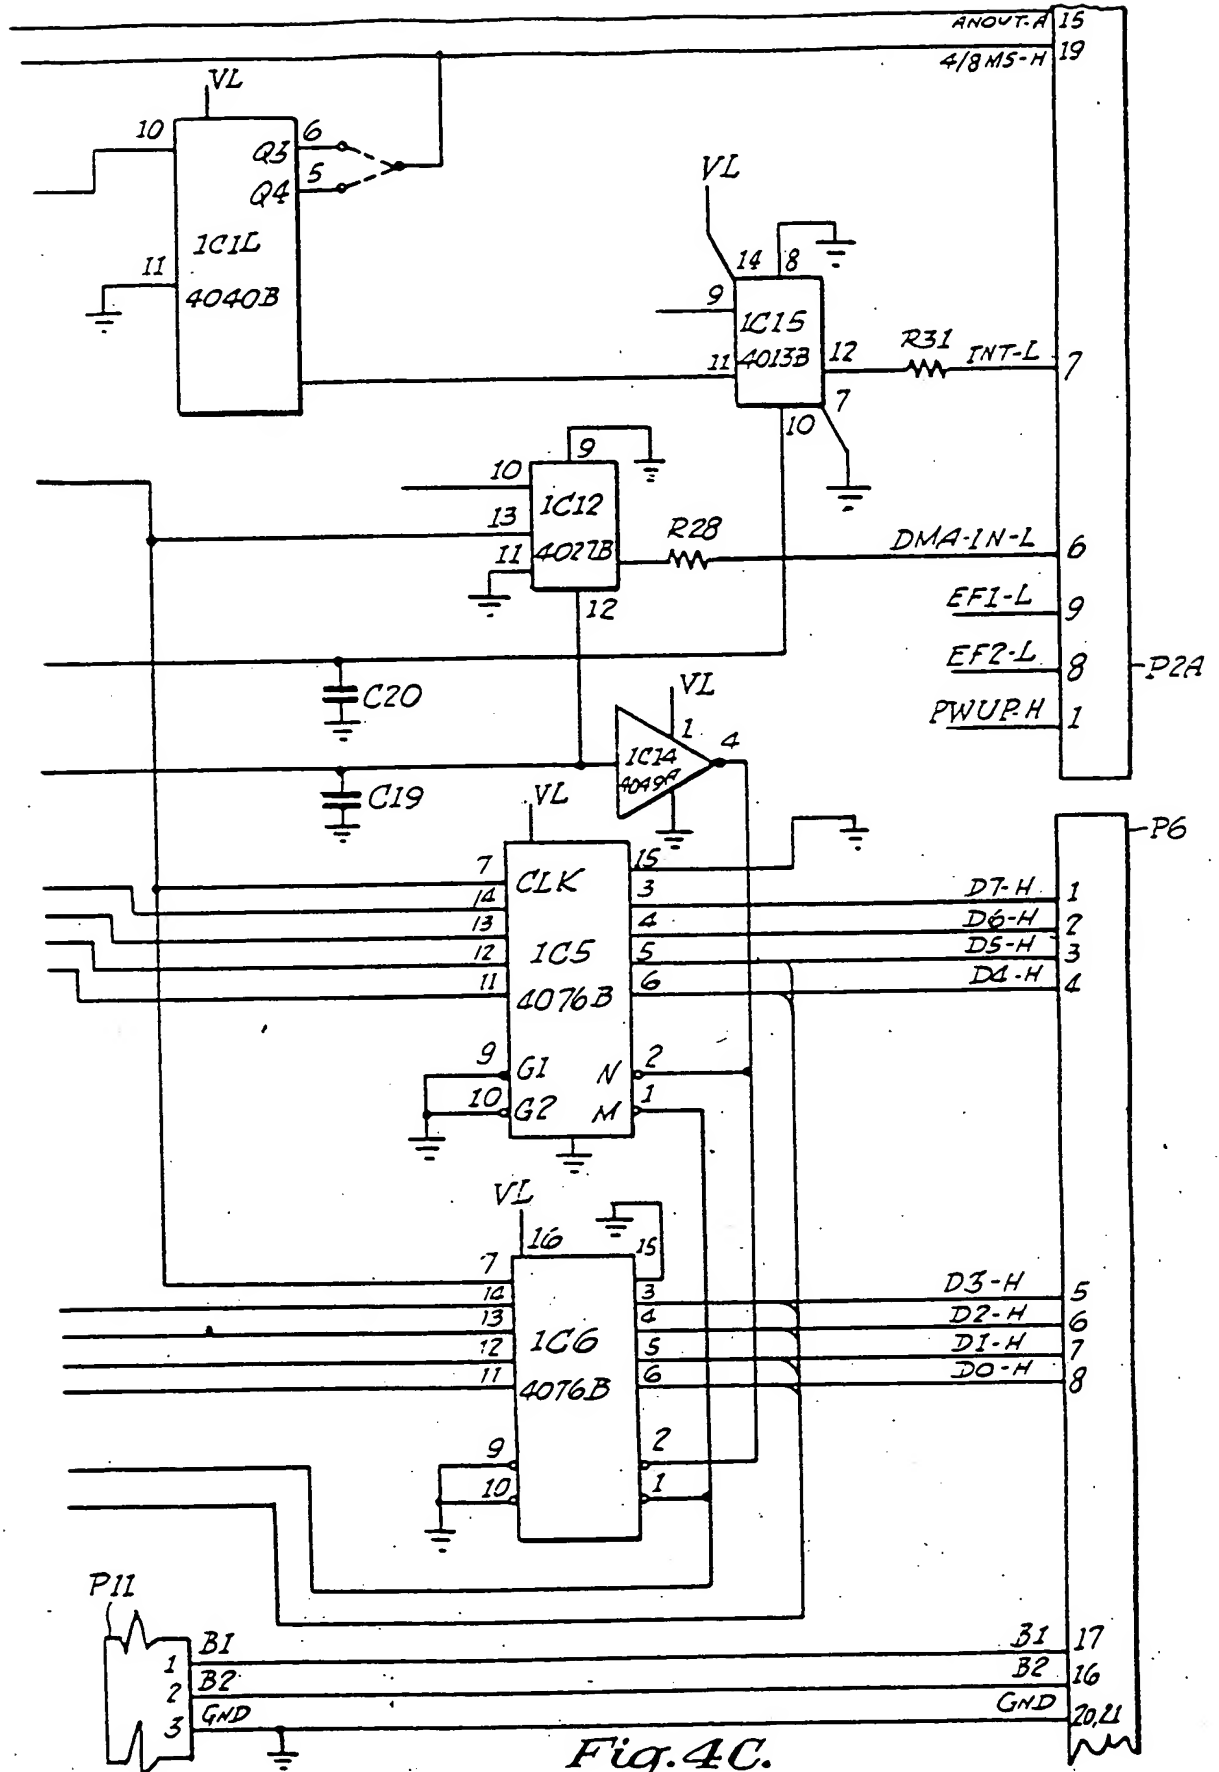 ANOUT-A 15
4/8MS-H 19
VL
10
Q3 6
Q4 5
1C1L
11
4040B
VL
14 8
9
1C15
11 4013B 12 R31 INT-L 7
7
10
9
10
1C12
13
R28
DMA-IN-L 6
11 4027B
12
EF1-L 9
EF2-L 8
P2A
PWUP-H 1
C20
VL
1 4
1C14
4049A
C19
VL
P6
15
7 CLK 3 D7-H 1
14
13 4 D6-H 2
12 1C5 5 D5-H 3
11 4076B 6 D4-H 4
9 G1 N 2
10 G2 M 1
VL
16 15
7
14 3 D3-H 5
13 1C6 4 D2-H 6
12 5 D1-H 7
11 4076B 6 D0-H 8
9 2
10 1
P11
1 B1 B1 17
2 B2 B2 16
3 GND GND 20,21
Fig.4C.